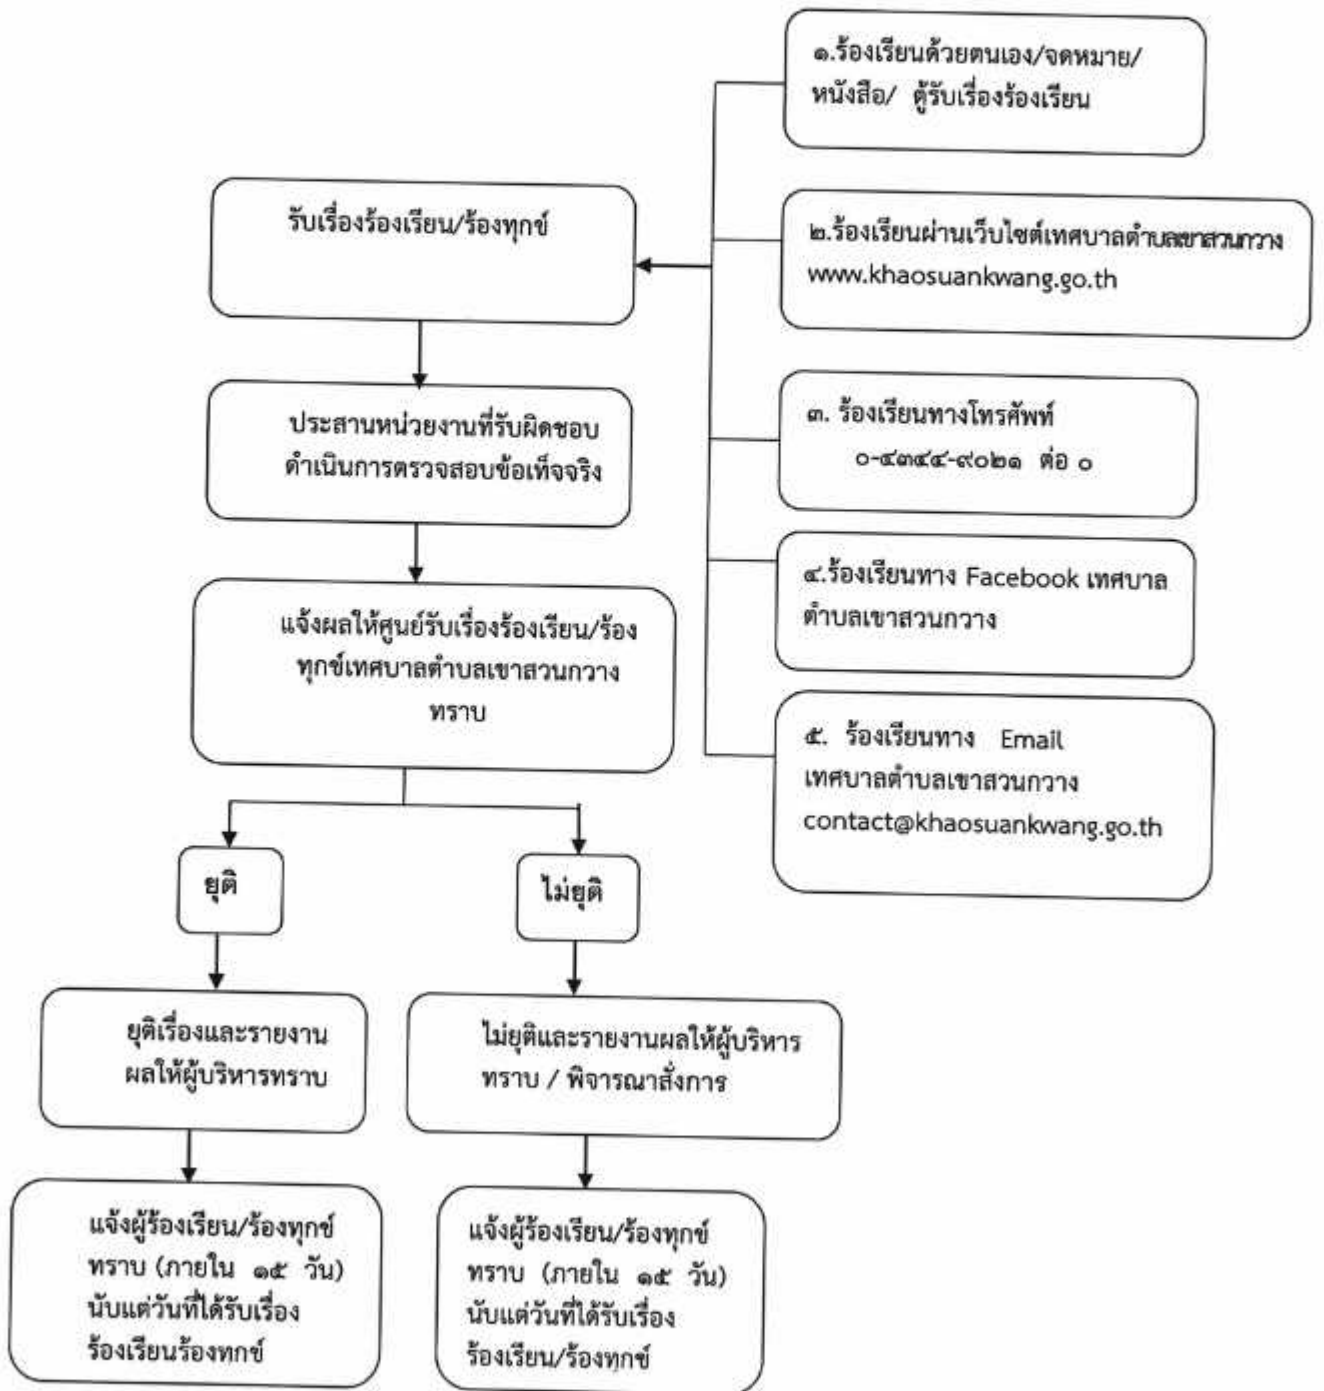 ๑.ร้องเรียนด้วยตนเอง/จดหมาย/
หนังสือ/ ตู้รับเรื่องร้องเรียน
รับเรื่องร้องเรียน/ร้องทุกข์
๒.ร้องเรียนผ่านเว็บไซต์เทศบาลตำบลเขาสวนกวาง
www.khaosuankwang.go.th
ประสานหน่วยงานที่รับผิดชอบ
ดำเนินการตรวจสอบข้อเท็จจริง
๓. ร้องเรียนทางโทรศัพท์
๐-๔๓๔๔-๙๐๒๑ ต่อ ๐
๔.ร้องเรียนทาง Facebook เทศบาล
ตำบลเขาสวนกวาง
แจ้งผลให้ศูนย์รับเรื่องร้องเรียน/ร้อง
ทุกข์เทศบาลตำบลเขาสวนกวาง
ทราบ
๕. ร้องเรียนทาง Email
เทศบาลตำบลเขาสวนกวาง
contact@khaosuankwang.go.th
ยุติ
ไม่ยุติ
ยุติเรื่องและรายงาน
ผลให้ผู้บริหารทราบ
ไม่ยุติและรายงานผลให้ผู้บริหาร
ทราบ / พิจารณาสั่งการ
แจ้งผู้ร้องเรียน/ร้องทุกข์
ทราบ (ภายใน ๑๕ วัน)
นับแต่วันที่ได้รับเรื่อง
ร้องเรียนร้องทุกข์
แจ้งผู้ร้องเรียน/ร้องทุกข์
ทราบ (ภายใน ๑๕ วัน)
นับแต่วันที่ได้รับเรื่อง
ร้องเรียน/ร้องทุกข์